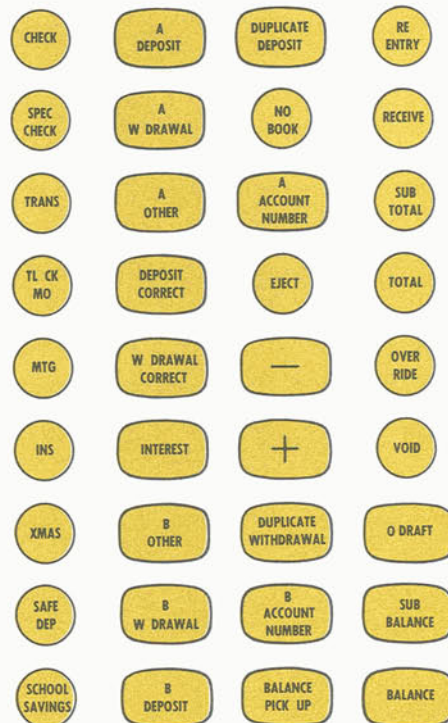 CHECK
A
DEPOSIT
DUPLICATE
DEPOSIT
RE
ENTRY
SPEC
CHECK
A
W DRAWAL
NO
BOOK
RECEIVE
TRANS
A
OTHER
A
ACCOUNT
NUMBER
SUB
TOTAL
TL CK
MO
DEPOSIT
CORRECT
EJECT
TOTAL
MTG
W DRAWAL
CORRECT
—
OVER
RIDE
INS
INTEREST
+
VOID
XMAS
B
OTHER
DUPLICATE
WITHDRAWAL
O DRAFT
SAFE
DEP
B
W DRAWAL
B
ACCOUNT
NUMBER
SUB
BALANCE
SCHOOL
SAVINGS
B
DEPOSIT
BALANCE
PICK UP
BALANCE